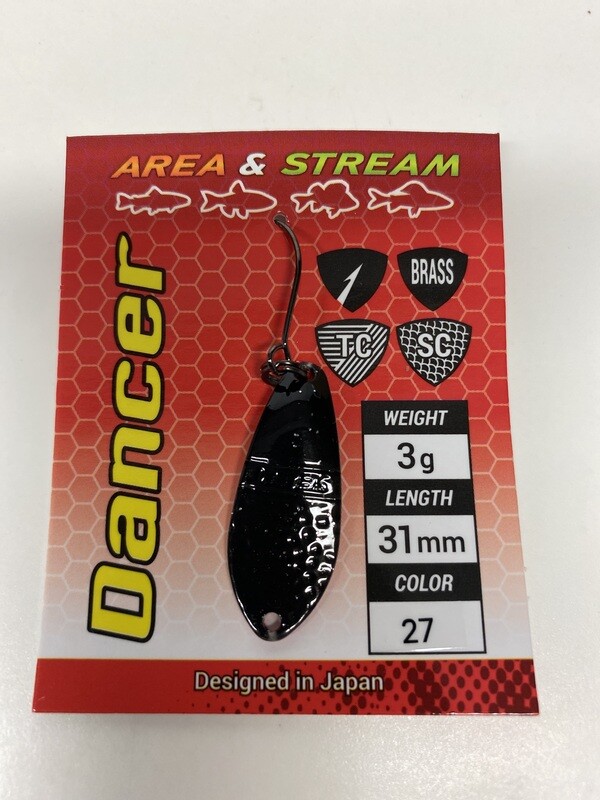 AREA & STREAM
Dancer
BRASS
TC
SC
WEIGHT
3g
LENGTH
31mm
COLOR
27
Designed in Japan